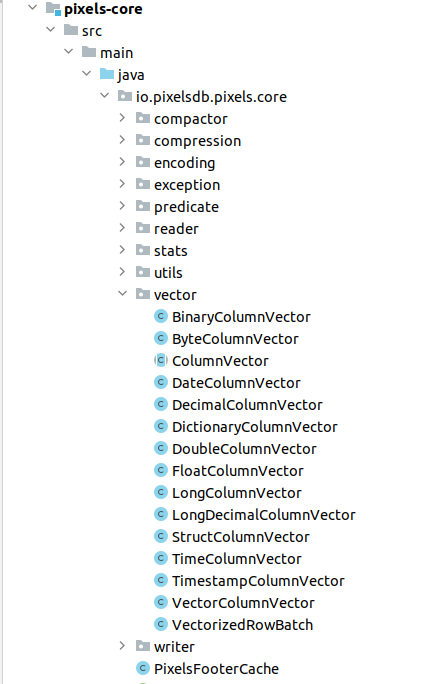 pixels-core
src
main
java
io.pixelsdb.pixels.core
compactor
compression
encoding
exception
predicate
reader
stats
utils
vector
BinaryColumnVector
ByteColumnVector
ColumnVector
DateColumnVector
DecimalColumnVector
DictionaryColumnVector
DoubleColumnVector
FloatColumnVector
LongColumnVector
LongDecimalColumnVector
StructColumnVector
TimeColumnVector
TimestampColumnVector
VectorColumnVector
VectorizedRowBatch
writer
PixelsFooterCache